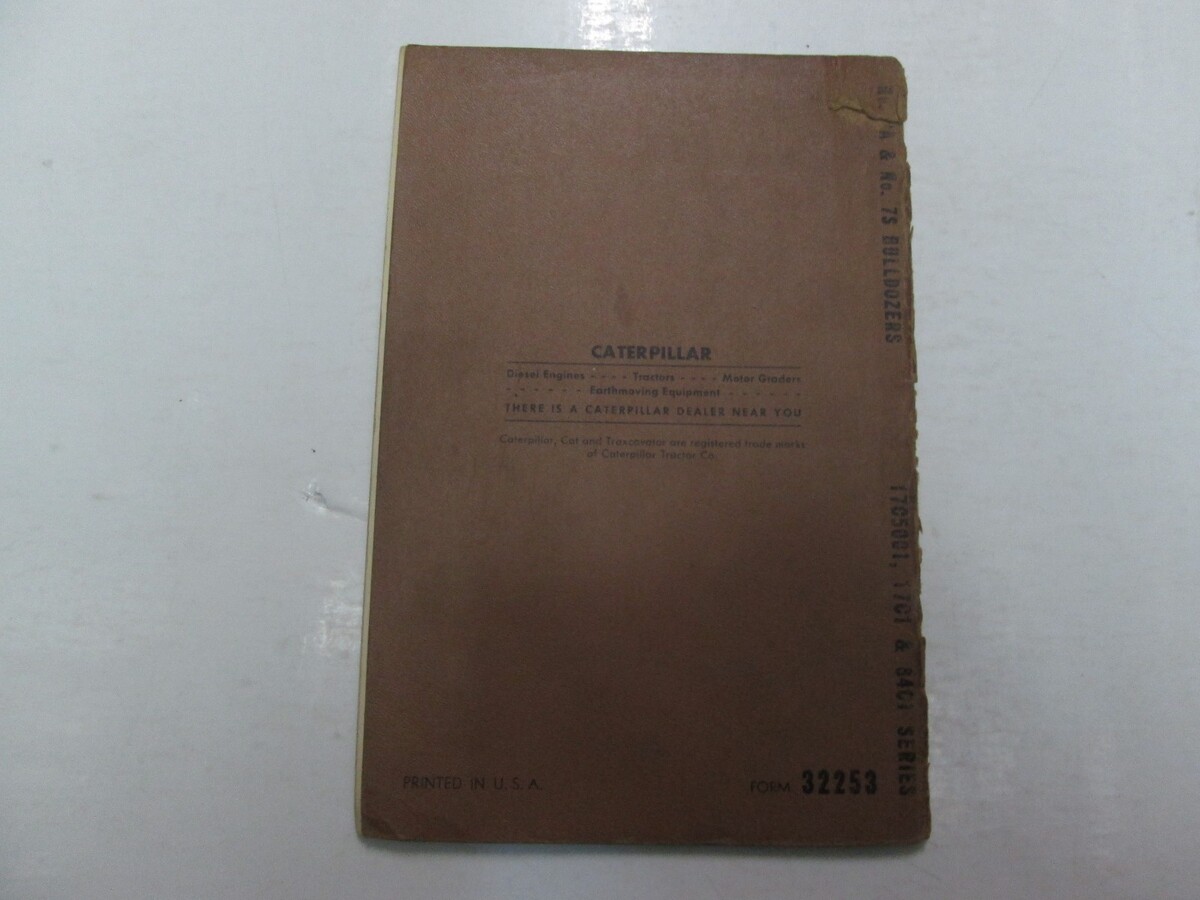 CATERPILLAR
Diesel Engines - - - - Tractors - - - - Motor Graders
- - - - - - Earthmoving Equipment - - - - - -
THERE IS A CATERPILLAR DEALER NEAR YOU
Caterpillar, Cat and Traxcavator are registered trade marks
of Caterpillar Tractor Co.
PRINTED IN U. S. A.
FORM 32253
& No. 7S BULLDOZERS
1705001, 17C1 & 84C1 SERIES